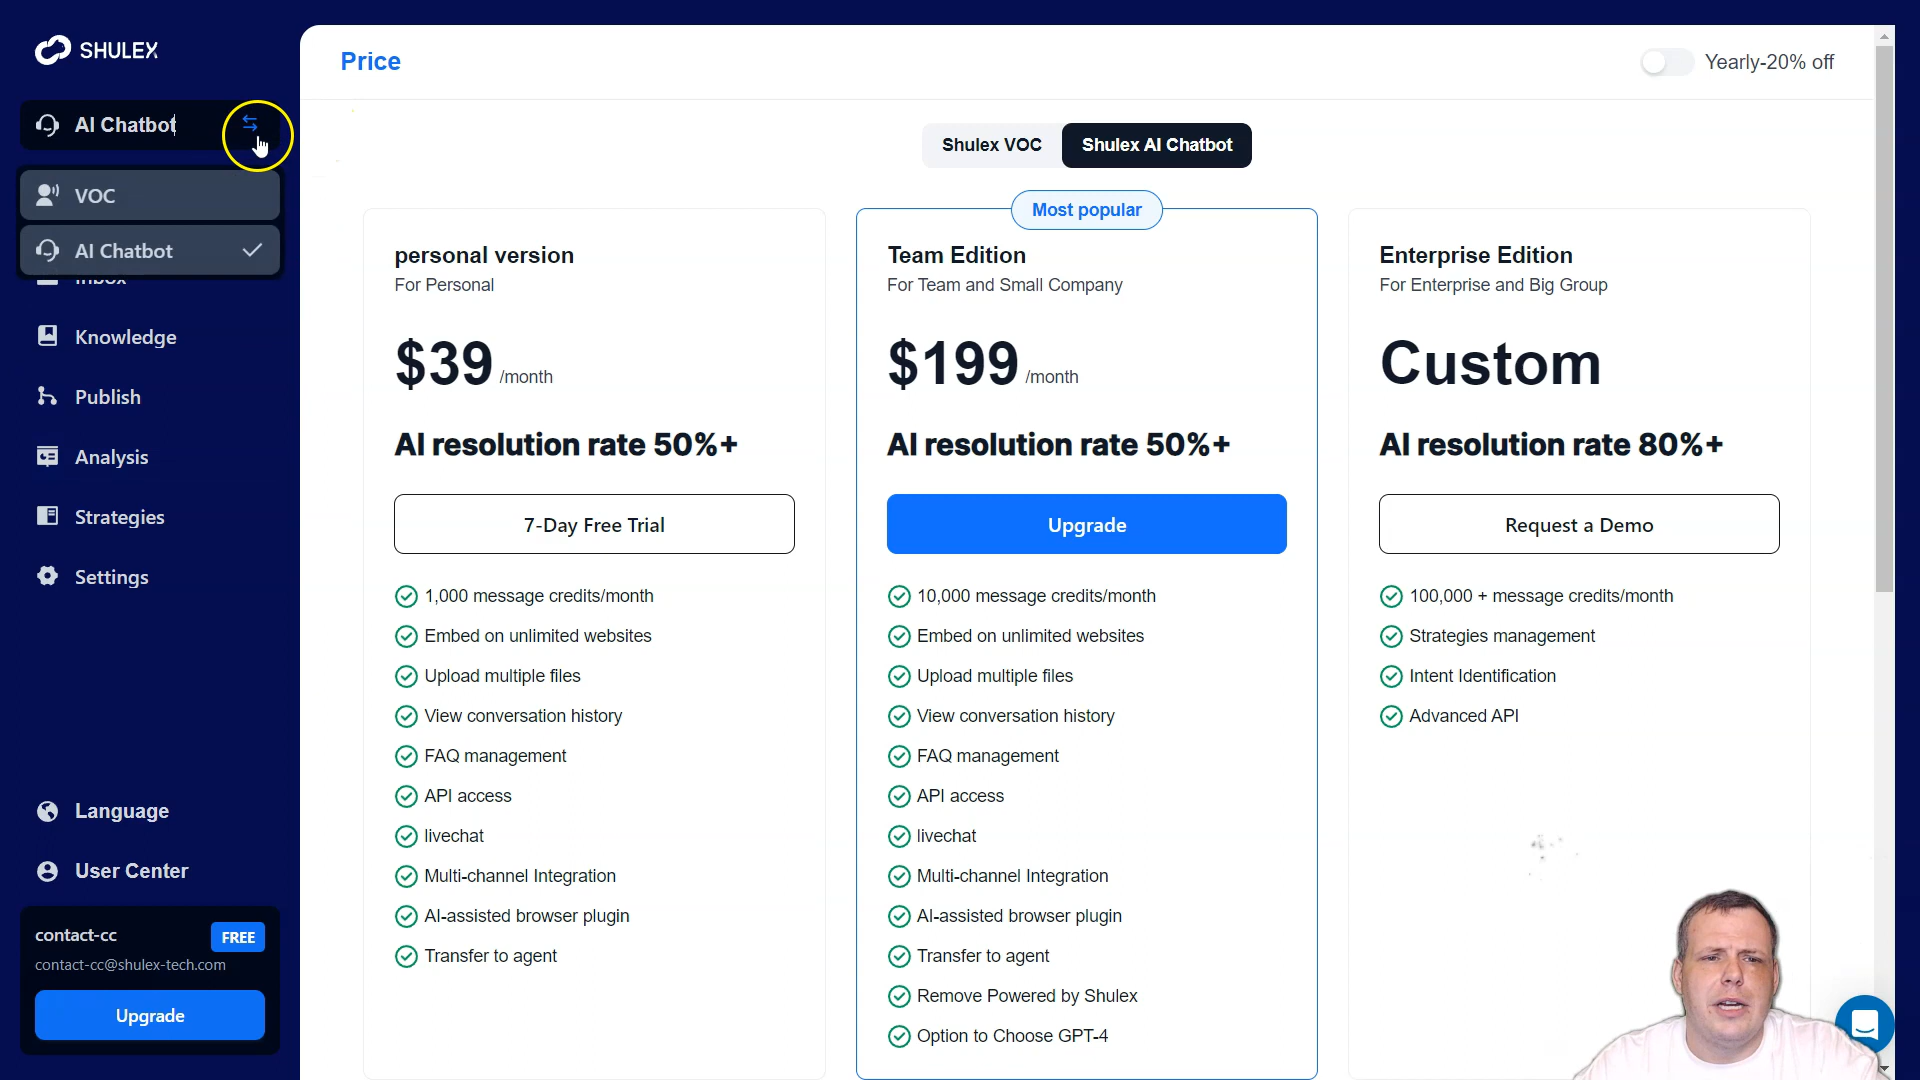 SHULEX
AI Chatbot
VOC
AI Chatbot
Inbox
Knowledge
Publish
Analysis
Strategies
Settings
Language
User Center
contact-cc
FREE
contact-cc@shulex-tech.com
Upgrade
Price
Yearly-20% off
Shulex VOC
Shulex AI Chatbot
personal version
For Personal
$39 /month
AI resolution rate 50%+
7-Day Free Trial
1,000 message credits/month
Embed on unlimited websites
Upload multiple files
View conversation history
FAQ management
API access
livechat
Multi-channel Integration
AI-assisted browser plugin
Transfer to agent
Most popular
Team Edition
For Team and Small Company
$199 /month
AI resolution rate 50%+
Upgrade
10,000 message credits/month
Embed on unlimited websites
Upload multiple files
View conversation history
FAQ management
API access
livechat
Multi-channel Integration
AI-assisted browser plugin
Transfer to agent
Remove Powered by Shulex
Option to Choose GPT-4
Enterprise Edition
For Enterprise and Big Group
Custom
AI resolution rate 80%+
Request a Demo
100,000 + message credits/month
Strategies management
Intent Identification
Advanced API